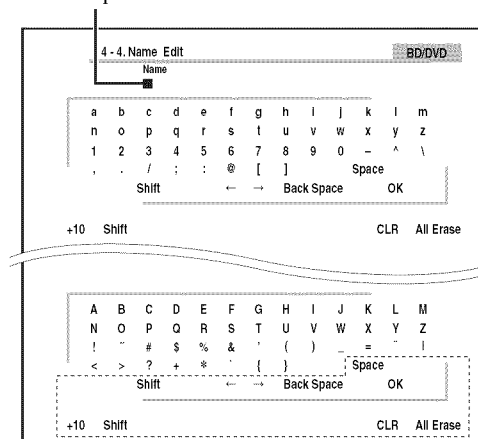 4 - 4. Name Edit BD/DVD
Name
a b c d e f g h i j k l m
n o p q r s t u v w x y z
1 2 3 4 5 6 7 8 9 0 – ^ \
, . / ; : @ [ ] Space
Shift ← → Back Space OK
+10 Shift CLR All Erase
A B C D E F G H I J K L M
N O P Q R S T U V W X Y Z
! " # $ % & ' ( ) _ = ¨ |
< > ? + * ` { } Space
Shift ← → Back Space OK
+10 Shift CLR All Erase